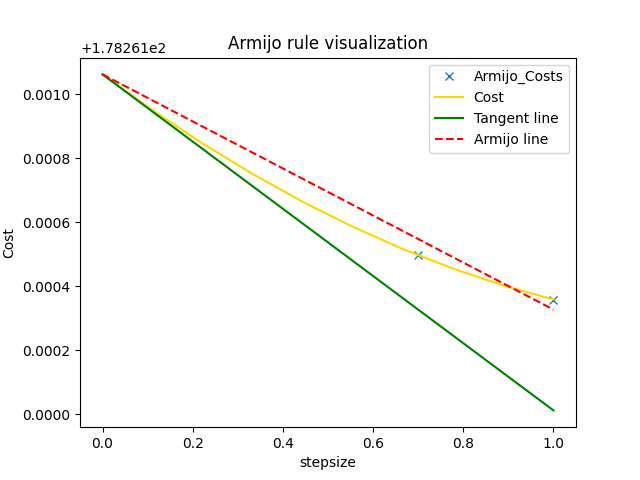 Armijo rule visualization
+1.78261e2
Armijo_Costs
Cost
Tangent line
Armijo line
0.0010
0.0008
0.0006
0.0004
0.0002
0.0000
Cost
0.0 0.2 0.4 0.6 0.8 1.0
stepsize